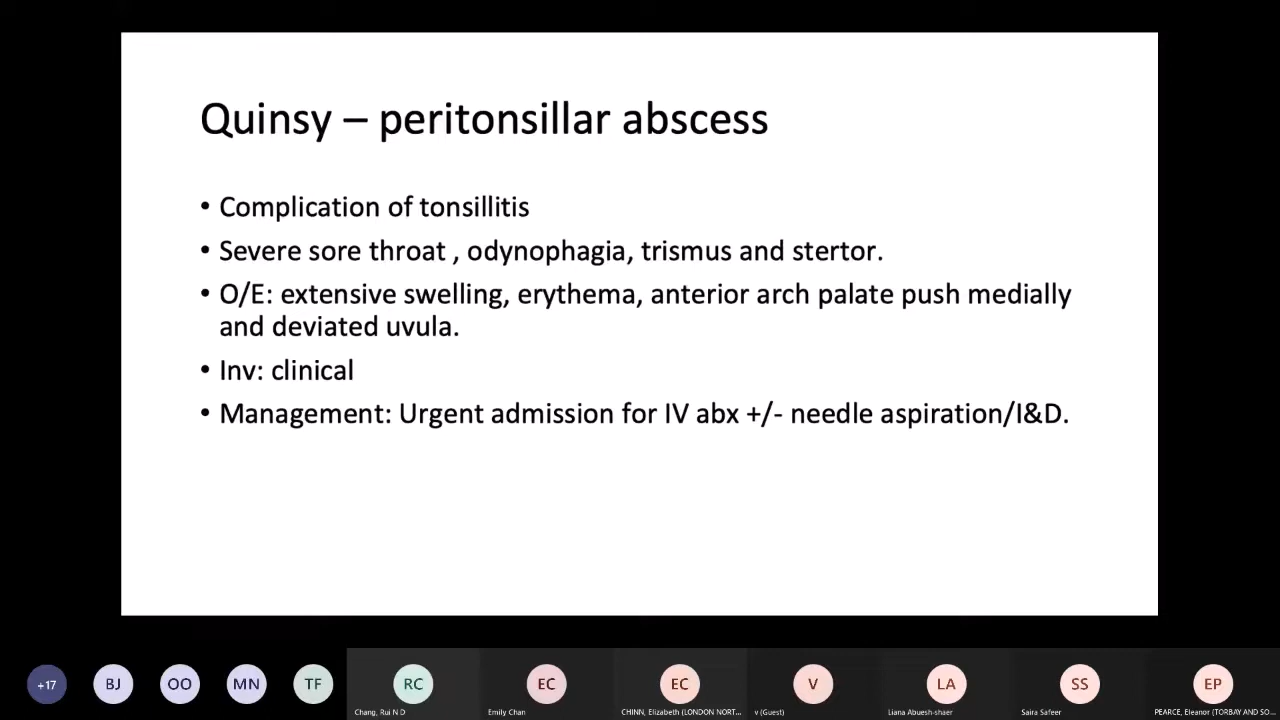 Quinsy – peritonsillar abscess
• Complication of tonsillitis
• Severe sore throat , odynophagia, trismus and stertor.
• O/E: extensive swelling, erythema, anterior arch palate push medially
and deviated uvula.
• Inv: clinical
• Management: Urgent admission for IV abx +/- needle aspiration/I&D.
+17 BJ OO MN TF RC EC EC V LA SS EP
Chang, Rui N D Emily Chan CHINN, Elizabeth (LONDON NORT... v (Guest) Liana Abuesh-shaer Saira Safeer PEARCE, Eleanor (TORBAY AND SO...